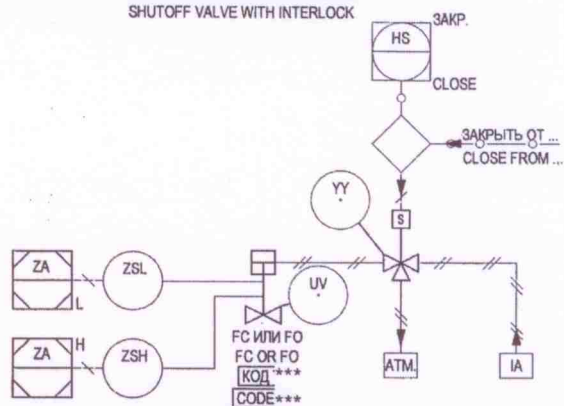 SHUTOFF VALVE WITH INTERLOCK
ЗАКР.
HS
CLOSE
ЗАКРЫТЬ ОТ ...
CLOSE FROM ...
YY
*
S
ZA
L
ZSL
UV
*
ZA
H
ZSH
FC ИЛИ FO
FC OR FO
КОД ***
CODE ***
ATM.
IA